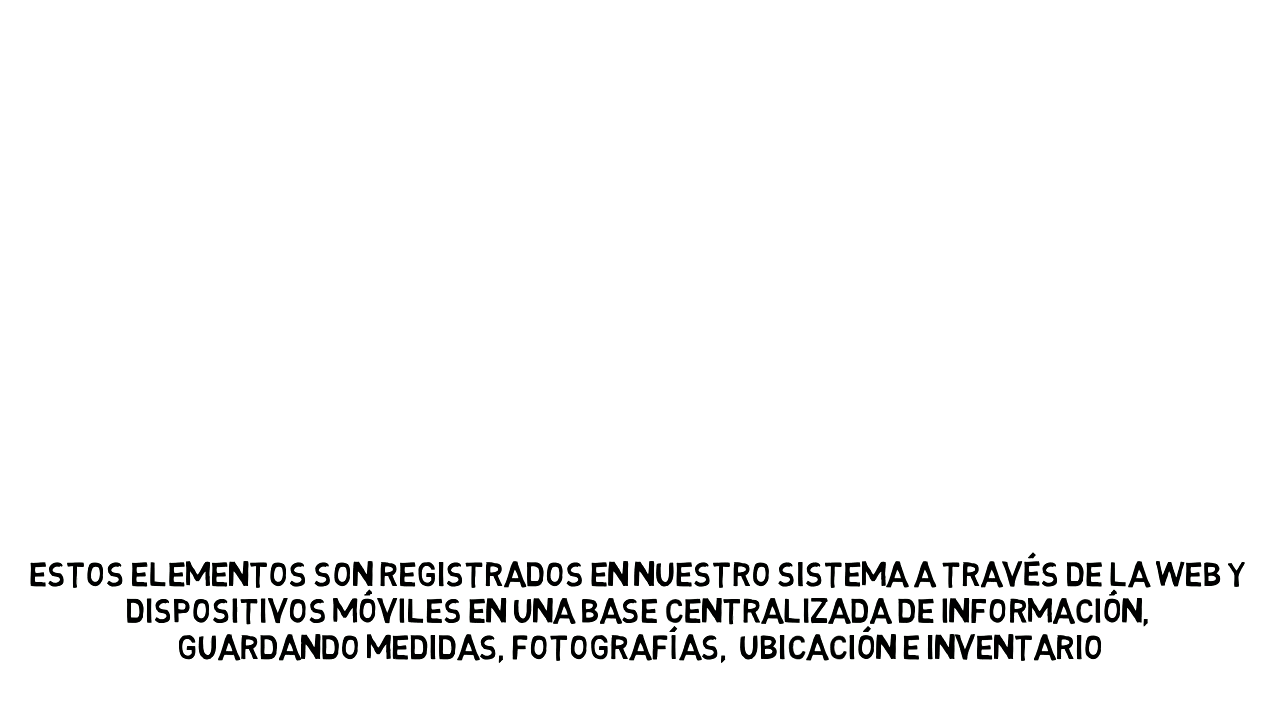 ESTOS ELEMENTOS SON REGISTRADOS EN NUESTRO SISTEMA A TRAVÉS DE LA WEB Y
DISPOSITIVOS MÓVILES EN UNA BASE CENTRALIZADA DE INFORMACIÓN,
GUARDANDO MEDIDAS, FOTOGRAFÍAS, UBICACIÓN E INVENTARIO